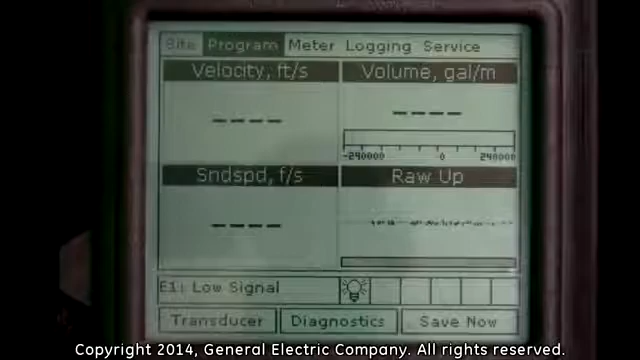 Site Program Meter Logging Service
Velocity, ft/s Volume, gal/m
---- ----
-240000 0 240000
Sndspd, f/s Raw Up
----
E1: Low Signal
Transducer Diagnostics Save Now
Copyright 2014, General Electric Company. All rights reserved.